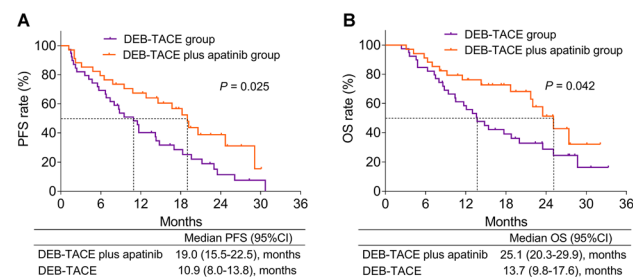 A
DEB-TACE group
DEB-TACE plus apatinib group
P = 0.025
PFS rate (%)
100
80
60
40
20
0
0 6 12 18 24 30 36
Months
Median PFS (95%CI)
DEB-TACE plus apatinib 19.0 (15.5-22.5), months
DEB-TACE 10.9 (8.0-13.8), months
B
DEB-TACE group
DEB-TACE plus apatinib group
P = 0.042
OS rate (%)
100
80
60
40
20
0
0 6 12 18 24 30 36
Months
Median OS (95%CI)
DEB-TACE plus apatinib 25.1 (20.3-29.9), months
DEB-TACE 13.7 (9.8-17.6), months